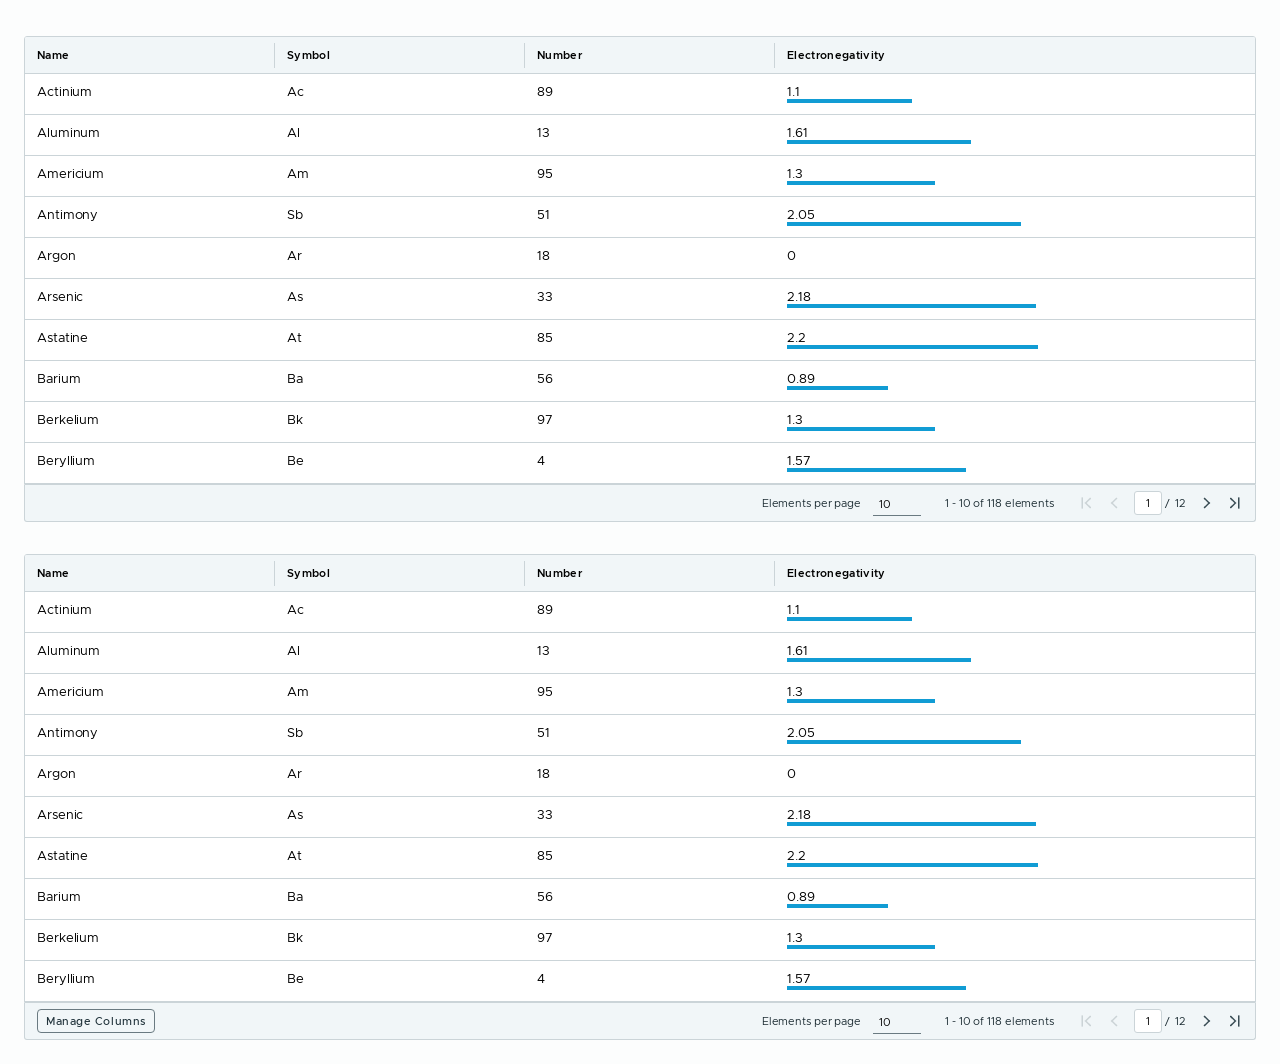 Name Symbol Number Electronegativity
Actinium Ac 89 1.1
Aluminum Al 13 1.61
Americium Am 95 1.3
Antimony Sb 51 2.05
Argon Ar 18 0
Arsenic As 33 2.18
Astatine At 85 2.2
Barium Ba 56 0.89
Berkelium Bk 97 1.3
Beryllium Be 4 1.57
Elements per page 10 1 - 10 of 118 elements 1 / 12
Name Symbol Number Electronegativity
Actinium Ac 89 1.1
Aluminum Al 13 1.61
Americium Am 95 1.3
Antimony Sb 51 2.05
Argon Ar 18 0
Arsenic As 33 2.18
Astatine At 85 2.2
Barium Ba 56 0.89
Berkelium Bk 97 1.3
Beryllium Be 4 1.57
Manage Columns Elements per page 10 1 - 10 of 118 elements 1 / 12